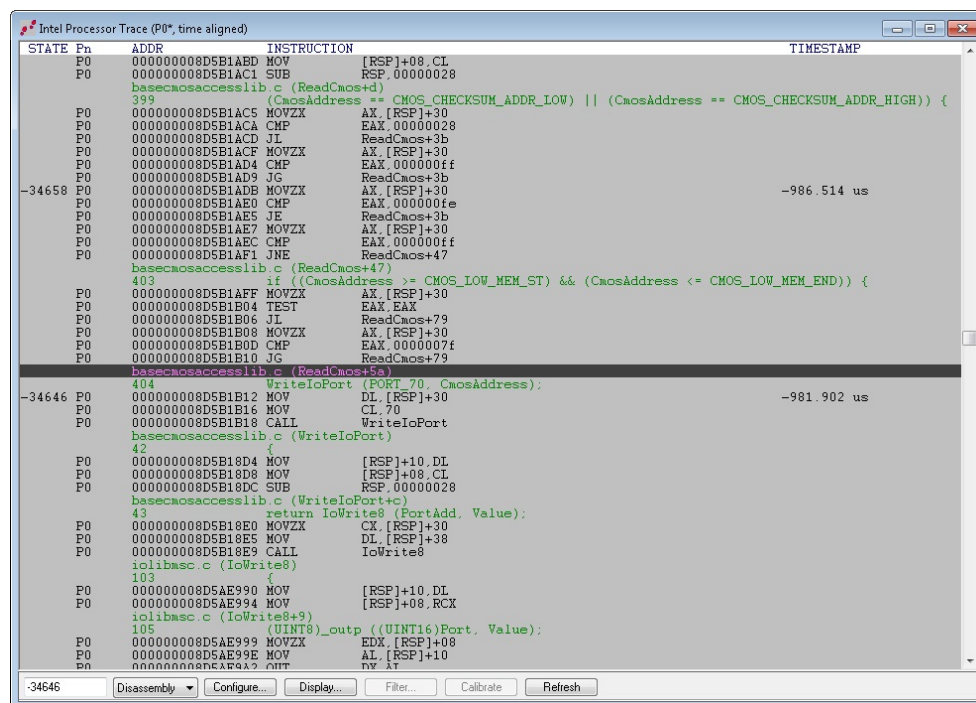 Intel Processor Trace (P0*, time aligned)
STATE Pn ADDR INSTRUCTION TIMESTAMP
P0 000000008D5B1ABD MOV [RSP]+08,CL
P0 000000008D5B1AC1 SUB RSP,00000028
basecmosaccesslib.c (ReadCmos+d)
399 (CmosAddress == CMOS_CHECKSUM_ADDR_LOW) || (CmosAddress == CMOS_CHECKSUM_ADDR_HIGH)) {
P0 000000008D5B1AC5 MOVZX AX,[RSP]+30
P0 000000008D5B1ACA CMP EAX,00000028
P0 000000008D5B1ACD JL ReadCmos+3b
P0 000000008D5B1ACF MOVZX AX,[RSP]+30
P0 000000008D5B1AD4 CMP EAX,000000ff
P0 000000008D5B1AD9 JG ReadCmos+3b
-34658 P0 000000008D5B1ADB MOVZX AX,[RSP]+30 -986.514 us
P0 000000008D5B1AE0 CMP EAX,000000fe
P0 000000008D5B1AE5 JE ReadCmos+3b
P0 000000008D5B1AE7 MOVZX AX,[RSP]+30
P0 000000008D5B1AEC CMP EAX,000000ff
P0 000000008D5B1AF1 JNE ReadCmos+47
basecmosaccesslib.c (ReadCmos+47)
403 if ((CmosAddress >= CMOS_LOW_MEM_ST) && (CmosAddress <= CMOS_LOW_MEM_END)) {
P0 000000008D5B1AFF MOVZX AX,[RSP]+30
P0 000000008D5B1B04 TEST EAX,EAX
P0 000000008D5B1B06 JL ReadCmos+79
P0 000000008D5B1B08 MOVZX AX,[RSP]+30
P0 000000008D5B1B0D CMP EAX,0000007f
P0 000000008D5B1B10 JG ReadCmos+79
basecmosaccesslib.c (ReadCmos+5a)
404 WriteIoPort (PORT_70, CmosAddress);
-34646 P0 000000008D5B1B12 MOV DL,[RSP]+30 -981.902 us
P0 000000008D5B1B16 MOV CL,70
P0 000000008D5B1B18 CALL WriteIoPort
basecmosaccesslib.c (WriteIoPort)
42 {
P0 000000008D5B18D4 MOV [RSP]+10,DL
P0 000000008D5B18D8 MOV [RSP]+08,CL
P0 000000008D5B18DC SUB RSP,00000028
basecmosaccesslib.c (WriteIoPort+c)
43 return IoWrite8 (PortAdd, Value);
P0 000000008D5B18E0 MOVZX CX,[RSP]+30
P0 000000008D5B18E5 MOV DL,[RSP]+38
P0 000000008D5B18E9 CALL IoWrite8
iolibmsc.c (IoWrite8)
103 {
P0 000000008D5AE990 MOV [RSP]+10,DL
P0 000000008D5AE994 MOV [RSP]+08,RCX
iolibmsc.c (IoWrite8+9)
105 (UINT8)_outp ((UINT16)Port, Value);
P0 000000008D5AE999 MOVZX EDX,[RSP]+08
P0 000000008D5AE99E MOV AL,[RSP]+10
P0 000000008D5AE9A2 OUT DX,AL
-34646 Disassembly Configure... Display... Filter... Calibrate Refresh